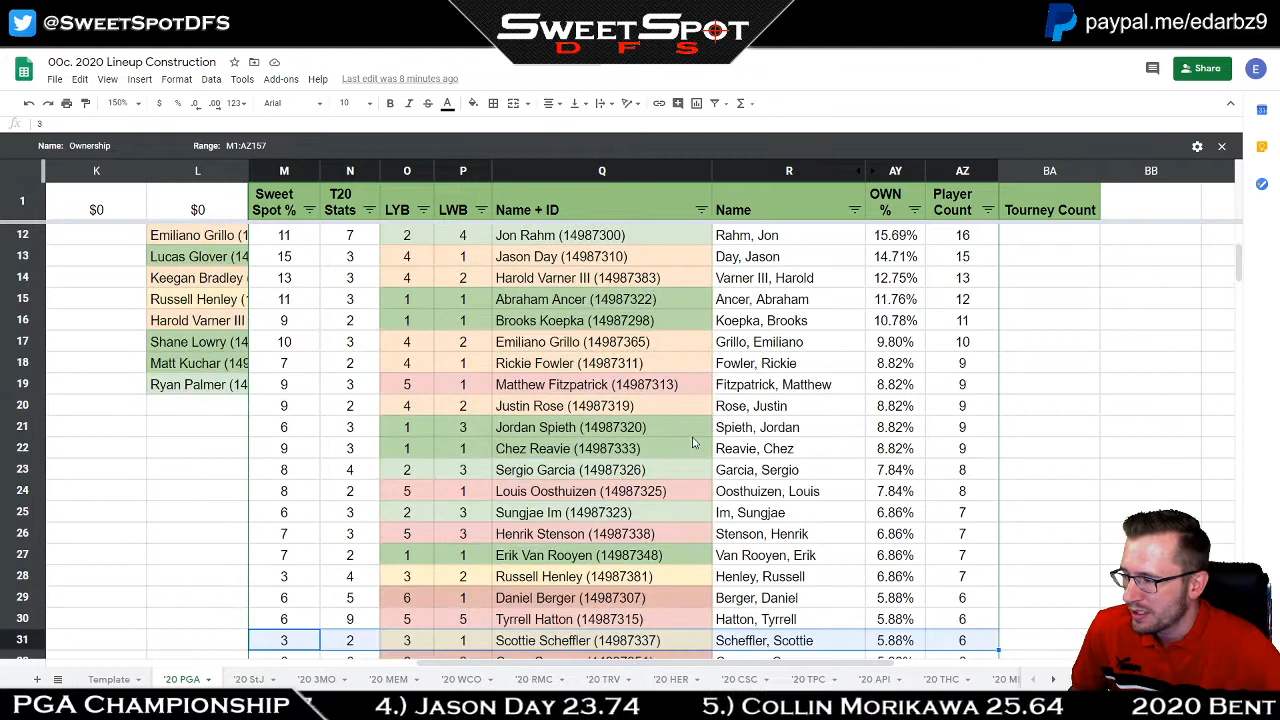 @SweetSpotDFS
SweetSpot
DFS
paypal.me/edarbz9
00c. 2020 Lineup Construction
File Edit View Insert Format Data Tools Add-ons Help Last edit was 8 minutes ago
Share
E
150% $ % .0 .00 123 Arial 10 B I S A
fx 3
Name: Ownership Range: M1:AZ157
K L M N O P Q R AY AZ BA BB
1 $0 $0 Sweet Spot % T20 Stats LYB LWB Name + ID Name OWN % Player Count Tourney Count
12 Emiliano Grillo (1 11 7 2 4 Jon Rahm (14987300) Rahm, Jon 15.69% 16
13 Lucas Glover (14 15 3 4 1 Jason Day (14987310) Day, Jason 14.71% 15
14 Keegan Bradley 13 3 4 2 Harold Varner III (14987383) Varner III, Harold 12.75% 13
15 Russell Henley (1 11 3 1 1 Abraham Ancer (14987322) Ancer, Abraham 11.76% 12
16 Harold Varner III 9 2 1 1 Brooks Koepka (14987298) Koepka, Brooks 10.78% 11
17 Shane Lowry (14 10 3 4 2 Emiliano Grillo (14987365) Grillo, Emiliano 9.80% 10
18 Matt Kuchar (149 7 2 4 1 Rickie Fowler (14987311) Fowler, Rickie 8.82% 9
19 Ryan Palmer (14 9 3 5 1 Matthew Fitzpatrick (14987313) Fitzpatrick, Matthew 8.82% 9
20 9 2 4 2 Justin Rose (14987319) Rose, Justin 8.82% 9
21 6 3 1 3 Jordan Spieth (14987320) Spieth, Jordan 8.82% 9
22 9 3 1 1 Chez Reavie (14987333) Reavie, Chez 8.82% 9
23 8 4 2 3 Sergio Garcia (14987326) Garcia, Sergio 7.84% 8
24 8 2 5 1 Louis Oosthuizen (14987325) Oosthuizen, Louis 7.84% 8
25 6 3 2 3 Sungjae Im (14987323) Im, Sungjae 6.86% 7
26 7 3 5 3 Henrik Stenson (14987338) Stenson, Henrik 6.86% 7
27 7 2 1 1 Erik Van Rooyen (14987348) Van Rooyen, Erik 6.86% 7
28 3 4 3 2 Russell Henley (14987381) Henley, Russell 6.86% 7
29 6 5 6 1 Daniel Berger (14987307) Berger, Daniel 5.88% 6
30 6 9 5 5 Tyrrell Hatton (14987315) Hatton, Tyrrell 5.88% 6
31 3 2 3 1 Scottie Scheffler (14987337) Scheffler, Scottie 5.88% 6
Template '20 PGA '20 StJ '20 3MO '20 MEM '20 WCO '20 RMC '20 TRV '20 HER '20 CSC '20 TPC '20 API '20 THC
PGA Championship 4.) Jason Day 23.74 5.) Collin Morikawa 25.64 2020 Bent